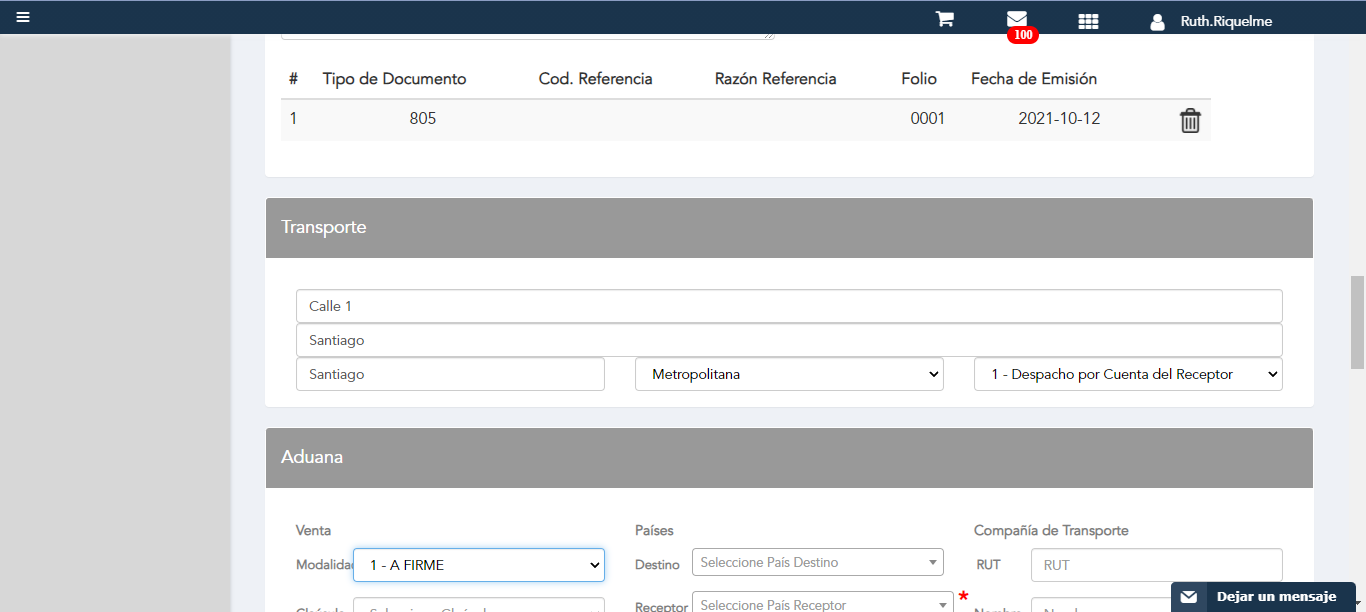 100 Ruth.Riquelme
# Tipo de Documento Cod. Referencia Razón Referencia Folio Fecha de Emisión
1 805 0001 2021-10-12
Transporte
Calle 1
Santiago
Santiago Metropolitana 1 - Despacho por Cuenta del Receptor
Aduana
Venta Países Compañía de Transporte
Modalidad 1 - A FIRME Destino Seleccione País Destino RUT RUT
Receptor Seleccione País Receptor *
Dejar un mensaje